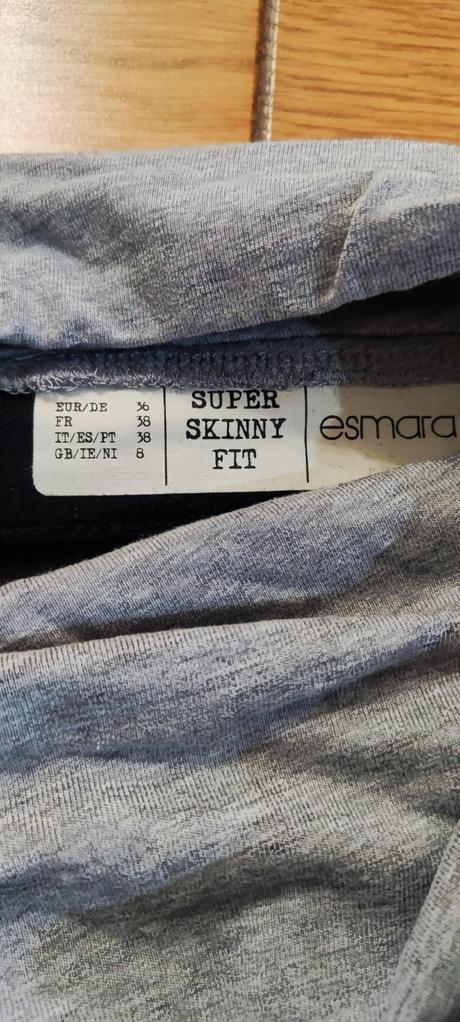 EUR/DE 36
FR 38
IT/ES/PT 38
GB/IE/NI 8
SUPER
SKINNY
FIT
esmara